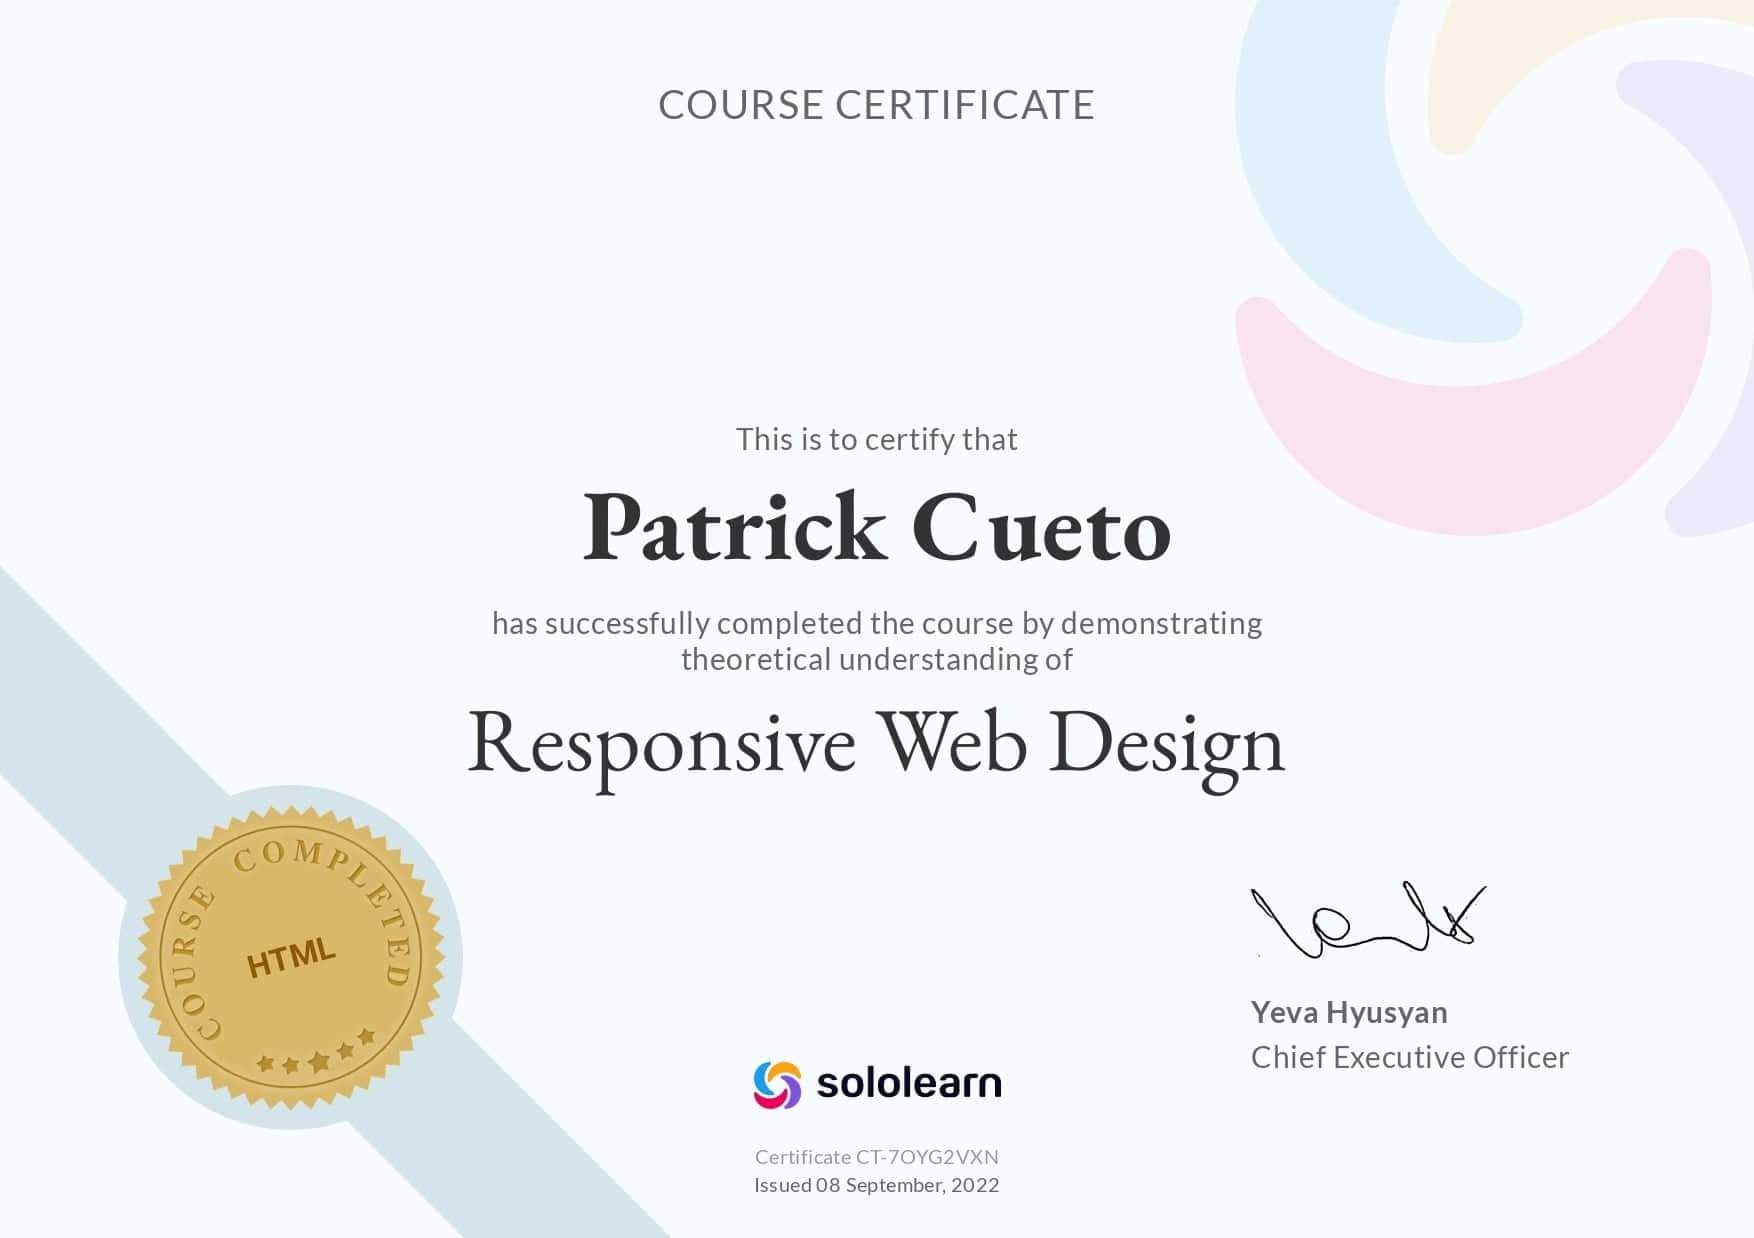 COURSE CERTIFICATE
This is to certify that
Patrick Cueto
has successfully completed the course by demonstrating
theoretical understanding of
Responsive Web Design
COURSE COMPLETED
HTML
Yeva Hyusyan
Chief Executive Officer
sololearn
Certificate CT-7OYG2VXN
Issued 08 September, 2022